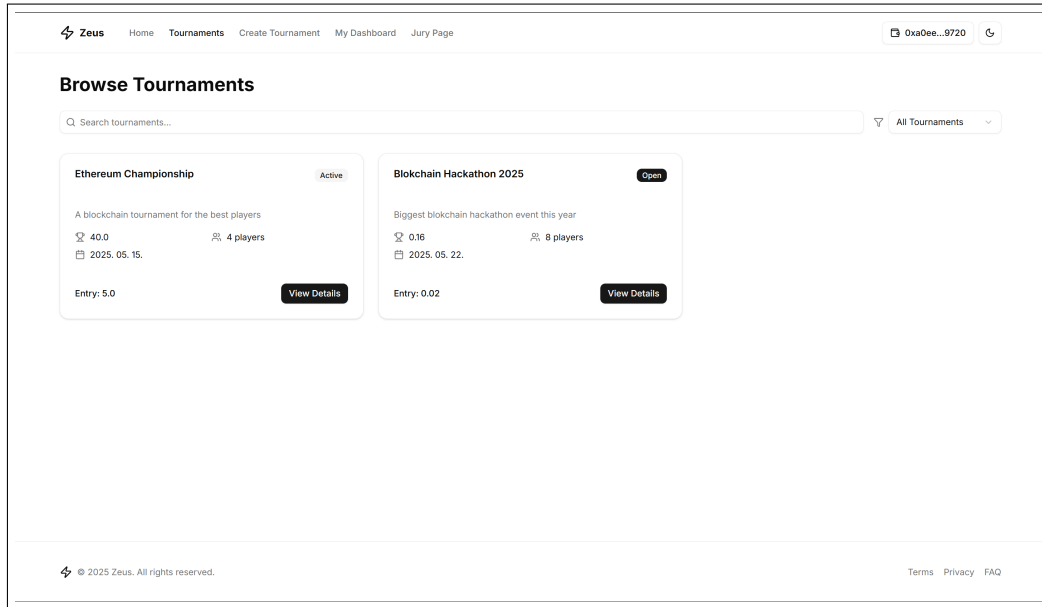 Zeus Home Tournaments Create Tournament My Dashboard Jury Page 0xa0ee...9720
Browse Tournaments
Search tournaments... All Tournaments
Ethereum Championship Active
A blockchain tournament for the best players
40.0 4 players
2025. 05. 15.
Entry: 5.0 View Details
Blokchain Hackathon 2025 Open
Biggest blokchain hackathon event this year
0.16 8 players
2025. 05. 22.
Entry: 0.02 View Details
© 2025 Zeus. All rights reserved. Terms Privacy FAQ